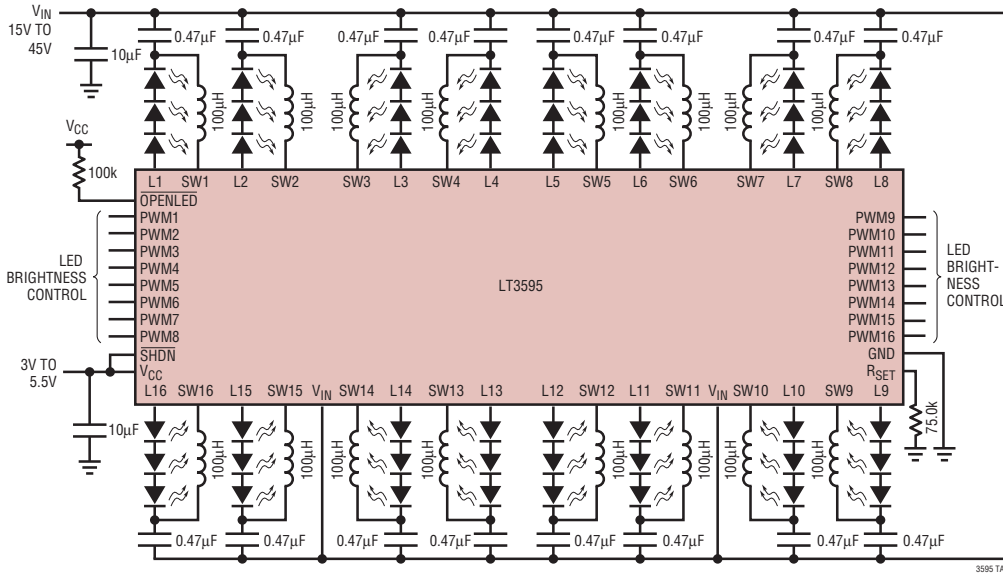 VIN
15V TO
45V
10µF
0.47µF 0.47µF 0.47µF 0.47µF 0.47µF 0.47µF 0.47µF 0.47µF
100µH 100µH 100µH 100µH 100µH 100µH 100µH 100µH
VCC
100k
L1 SW1 L2 SW2 SW3 L3 SW4 L4 L5 SW5 L6 SW6 SW7 L7 SW8 L8
OPENLED
PWM1
PWM2
PWM3
PWM4
PWM5
PWM6
PWM7
PWM8
LED
BRIGHTNESS
CONTROL
LT3595
PWM9
PWM10
PWM11
PWM12
PWM13
PWM14
PWM15
PWM16
LED
BRIGHT-
NESS
CONTROL
SHDN
VCC
3V TO
5.5V
10µF
GND
RSET
75.0k
L16 SW16 L15 SW15 VIN SW14 L14 SW13 L13 L12 SW12 L11 SW11 VIN SW10 L10 SW9 L9
100µH 100µH 100µH 100µH 100µH 100µH 100µH 100µH
0.47µF 0.47µF 0.47µF 0.47µF 0.47µF 0.47µF 0.47µF 0.47µF
3595 TA